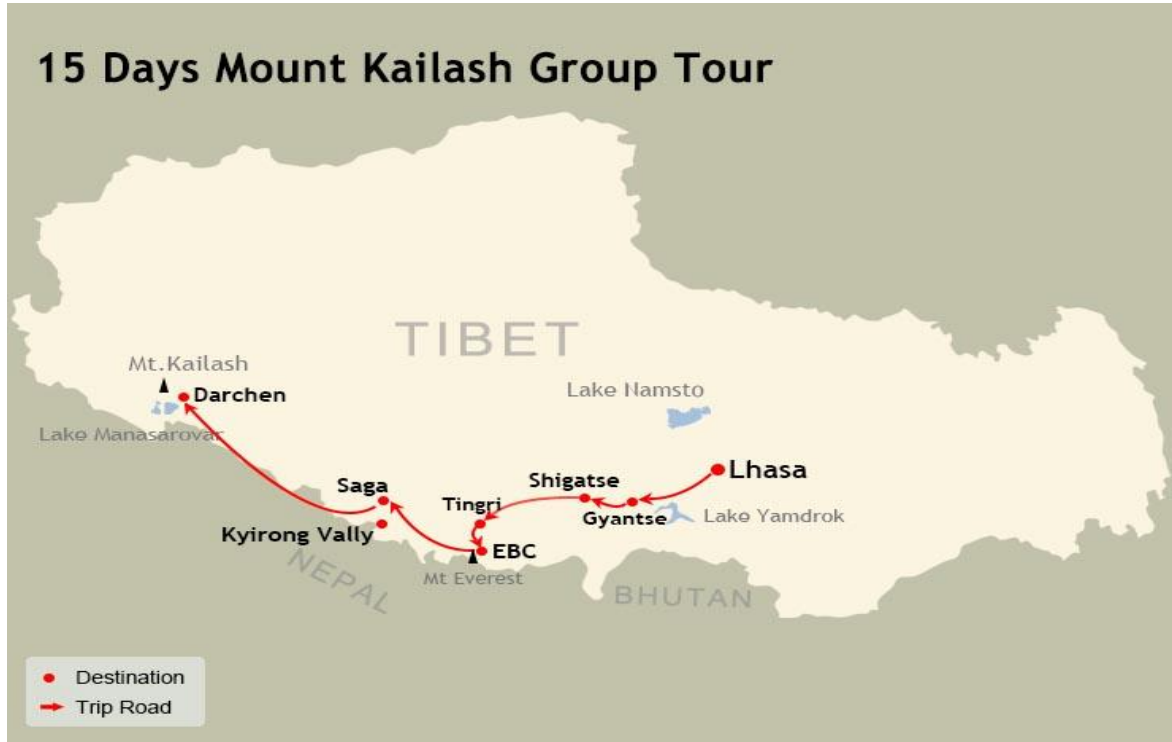 15 Days Mount Kailash Group Tour
TIBET
Mt.Kailash
Darchen
Lake Namsto
Lake Manasarovar
Lhasa
Saga
Shigatse
Tingri
Gyantse
Lake Yamdrok
Kyirong Vally
EBC
Mt Everest
NEPAL
BHUTAN
Destination
Trip Road